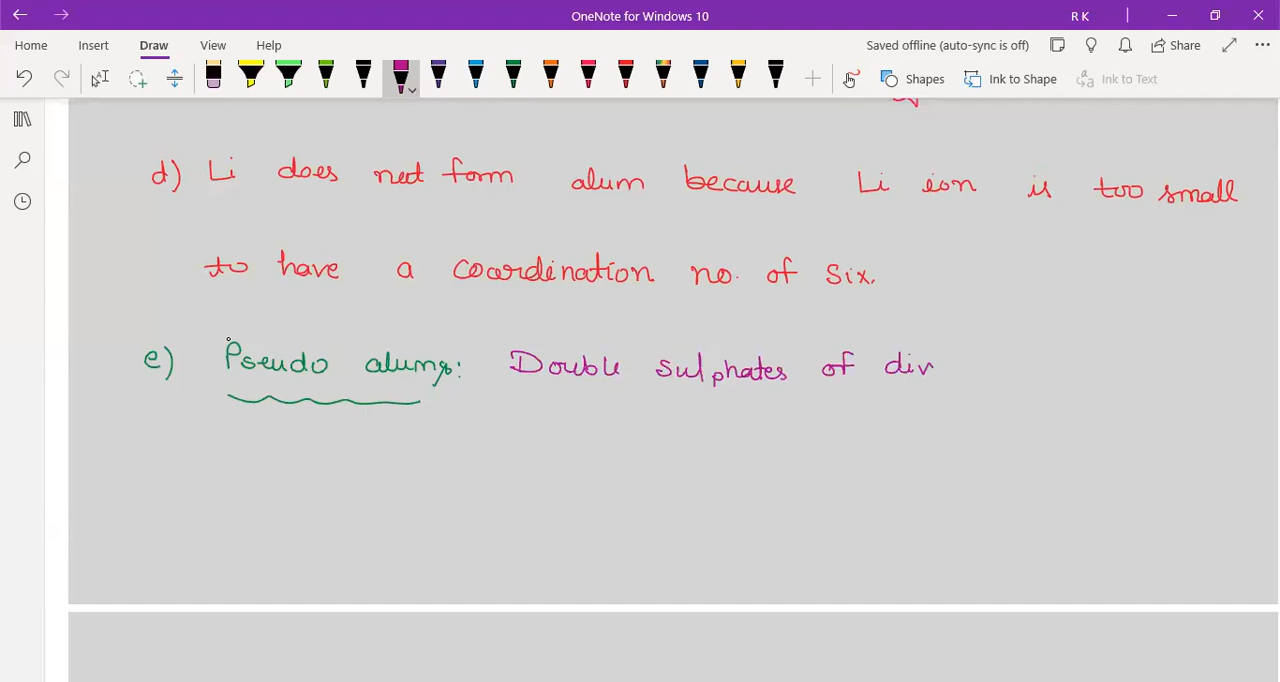 OneNote for Windows 10
R K
Home Insert Draw View Help
Saved offline (auto-sync is off) Share
Shapes Ink to Shape Ink to Text
d) Li does not form alum because Li ion is too small
to have a coordination no. of six.
e) Pseudo alums: Double sulphates of div